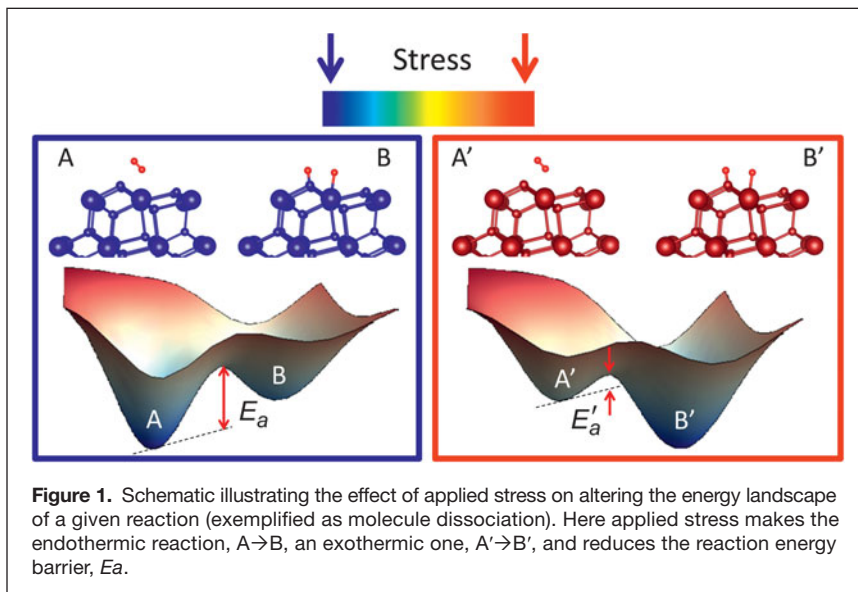 Stress
A
B
A′
B′
A
B
Eₐ
A′
B′
E′ₐ
Figure 1. Schematic illustrating the effect of applied stress on altering the energy landscape
of a given reaction (exemplified as molecule dissociation). Here applied stress makes the
endothermic reaction, A→B, an exothermic one, A′→B′, and reduces the reaction energy
barrier, Ea.